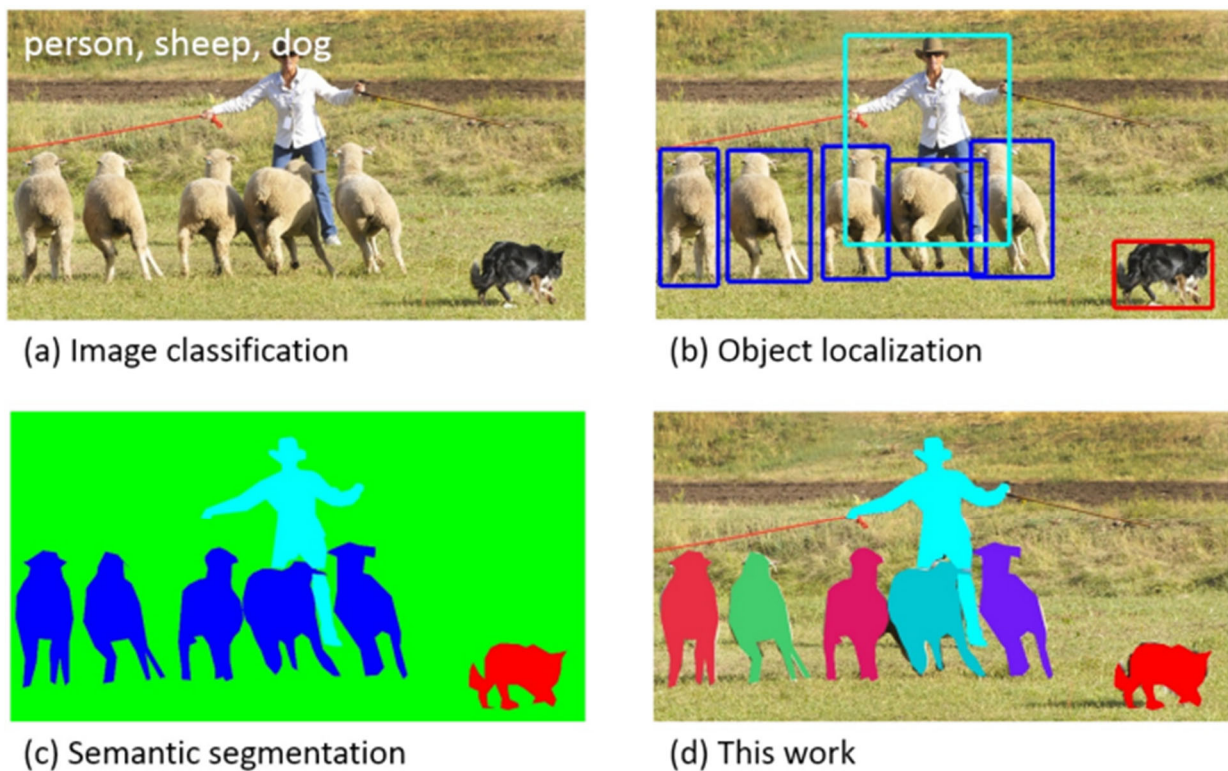 person, sheep, dog
(a) Image classification
(b) Object localization
(c) Semantic segmentation
(d) This work